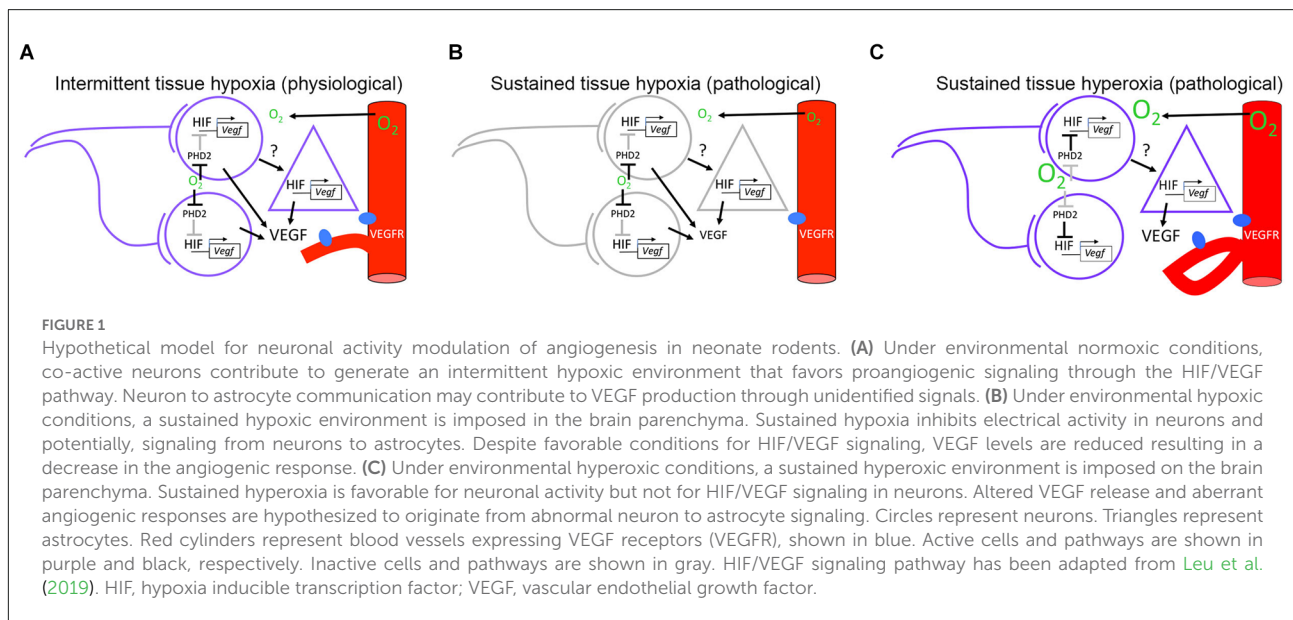 A
Intermittent tissue hypoxia (physiological)
HIF
Vegf
O2
O2
PHD2
?
O2
HIF
Vegf
PHD2
HIF
Vegf
VEGF
VEGFR
B
Sustained tissue hypoxia (pathological)
HIF
Vegf
O2
O2
PHD2
?
O2
HIF
Vegf
PHD2
HIF
Vegf
VEGF
VEGFR
C
Sustained tissue hyperoxia (pathological)
HIF
Vegf
O2
O2
PHD2
?
O2
HIF
Vegf
PHD2
HIF
Vegf
VEGF
VEGFR
FIGURE 1
Hypothetical model for neuronal activity modulation of angiogenesis in neonate rodents. (A) Under environmental normoxic conditions,
co-active neurons contribute to generate an intermittent hypoxic environment that favors proangiogenic signaling through the HIF/VEGF
pathway. Neuron to astrocyte communication may contribute to VEGF production through unidentified signals. (B) Under environmental hypoxic
conditions, a sustained hypoxic environment is imposed in the brain parenchyma. Sustained hypoxia inhibits electrical activity in neurons and
potentially, signaling from neurons to astrocytes. Despite favorable conditions for HIF/VEGF signaling, VEGF levels are reduced resulting in a
decrease in the angiogenic response. (C) Under environmental hyperoxic conditions, a sustained hyperoxic environment is imposed on the brain
parenchyma. Sustained hyperoxia is favorable for neuronal activity but not for HIF/VEGF signaling in neurons. Altered VEGF release and aberrant
angiogenic responses are hypothesized to originate from abnormal neuron to astrocyte signaling. Circles represent neurons. Triangles represent
astrocytes. Red cylinders represent blood vessels expressing VEGF receptors (VEGFR), shown in blue. Active cells and pathways are shown in
purple and black, respectively. Inactive cells and pathways are shown in gray. HIF/VEGF signaling pathway has been adapted from Leu et al.
(2019). HIF, hypoxia inducible transcription factor; VEGF, vascular endothelial growth factor.